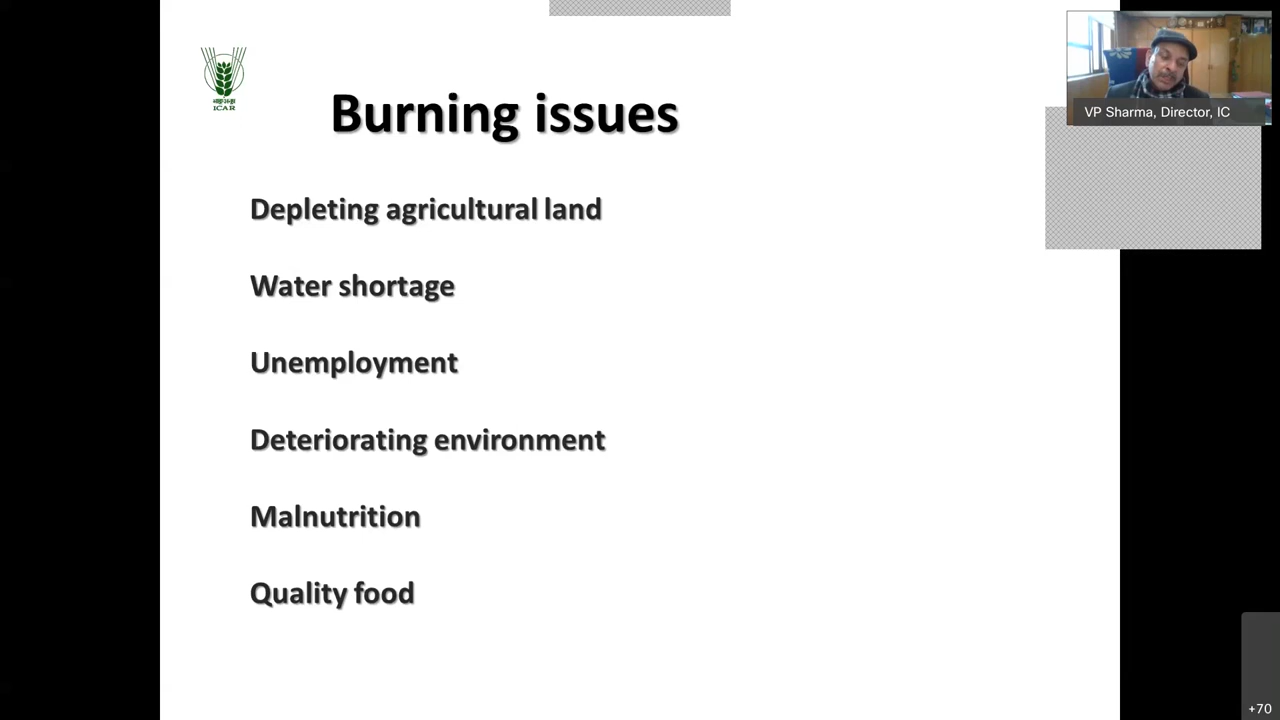 ICAR
Burning issues
VP Sharma, Director, IC
Depleting agricultural land
Water shortage
Unemployment
Deteriorating environment
Malnutrition
Quality food
+70